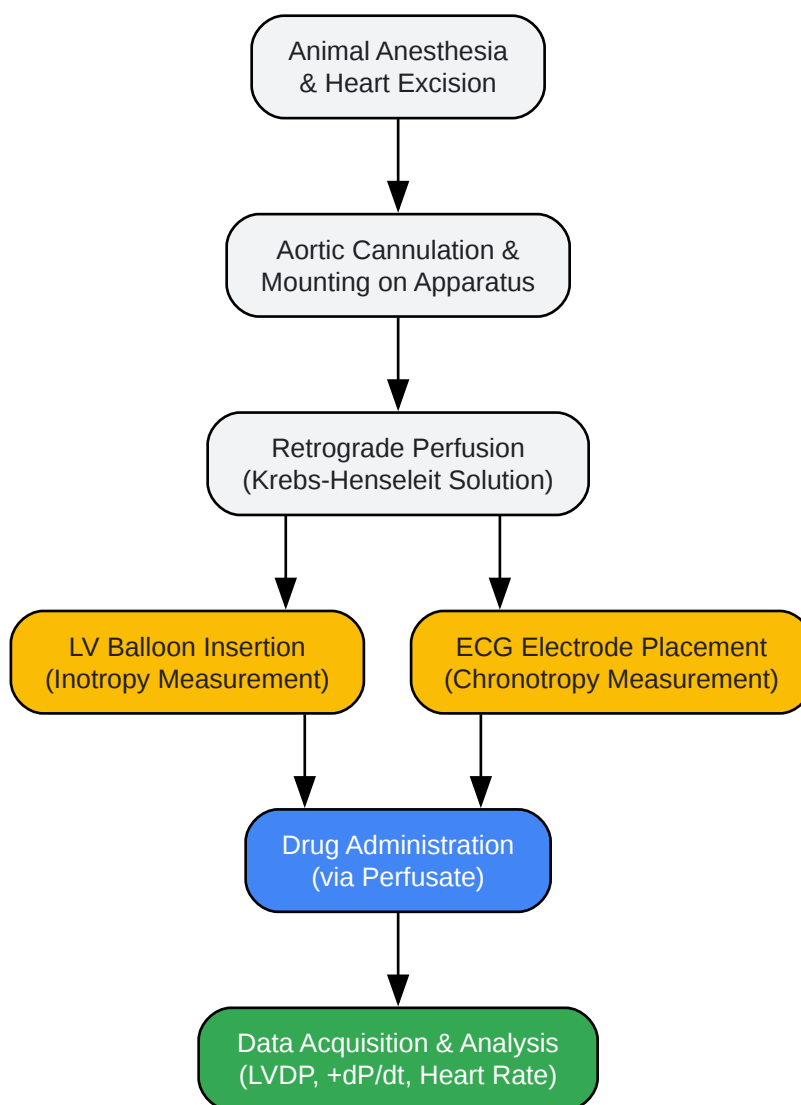 Animal Anesthesia
& Heart Excision
Aortic Cannulation &
Mounting on Apparatus
Retrograde Perfusion
(Krebs-Henseleit Solution)
LV Balloon Insertion
(Inotropy Measurement)
ECG Electrode Placement
(Chronotropy Measurement)
Drug Administration
(via Perfusate)
Data Acquisition & Analysis
(LVDP, +dP/dt, Heart Rate)